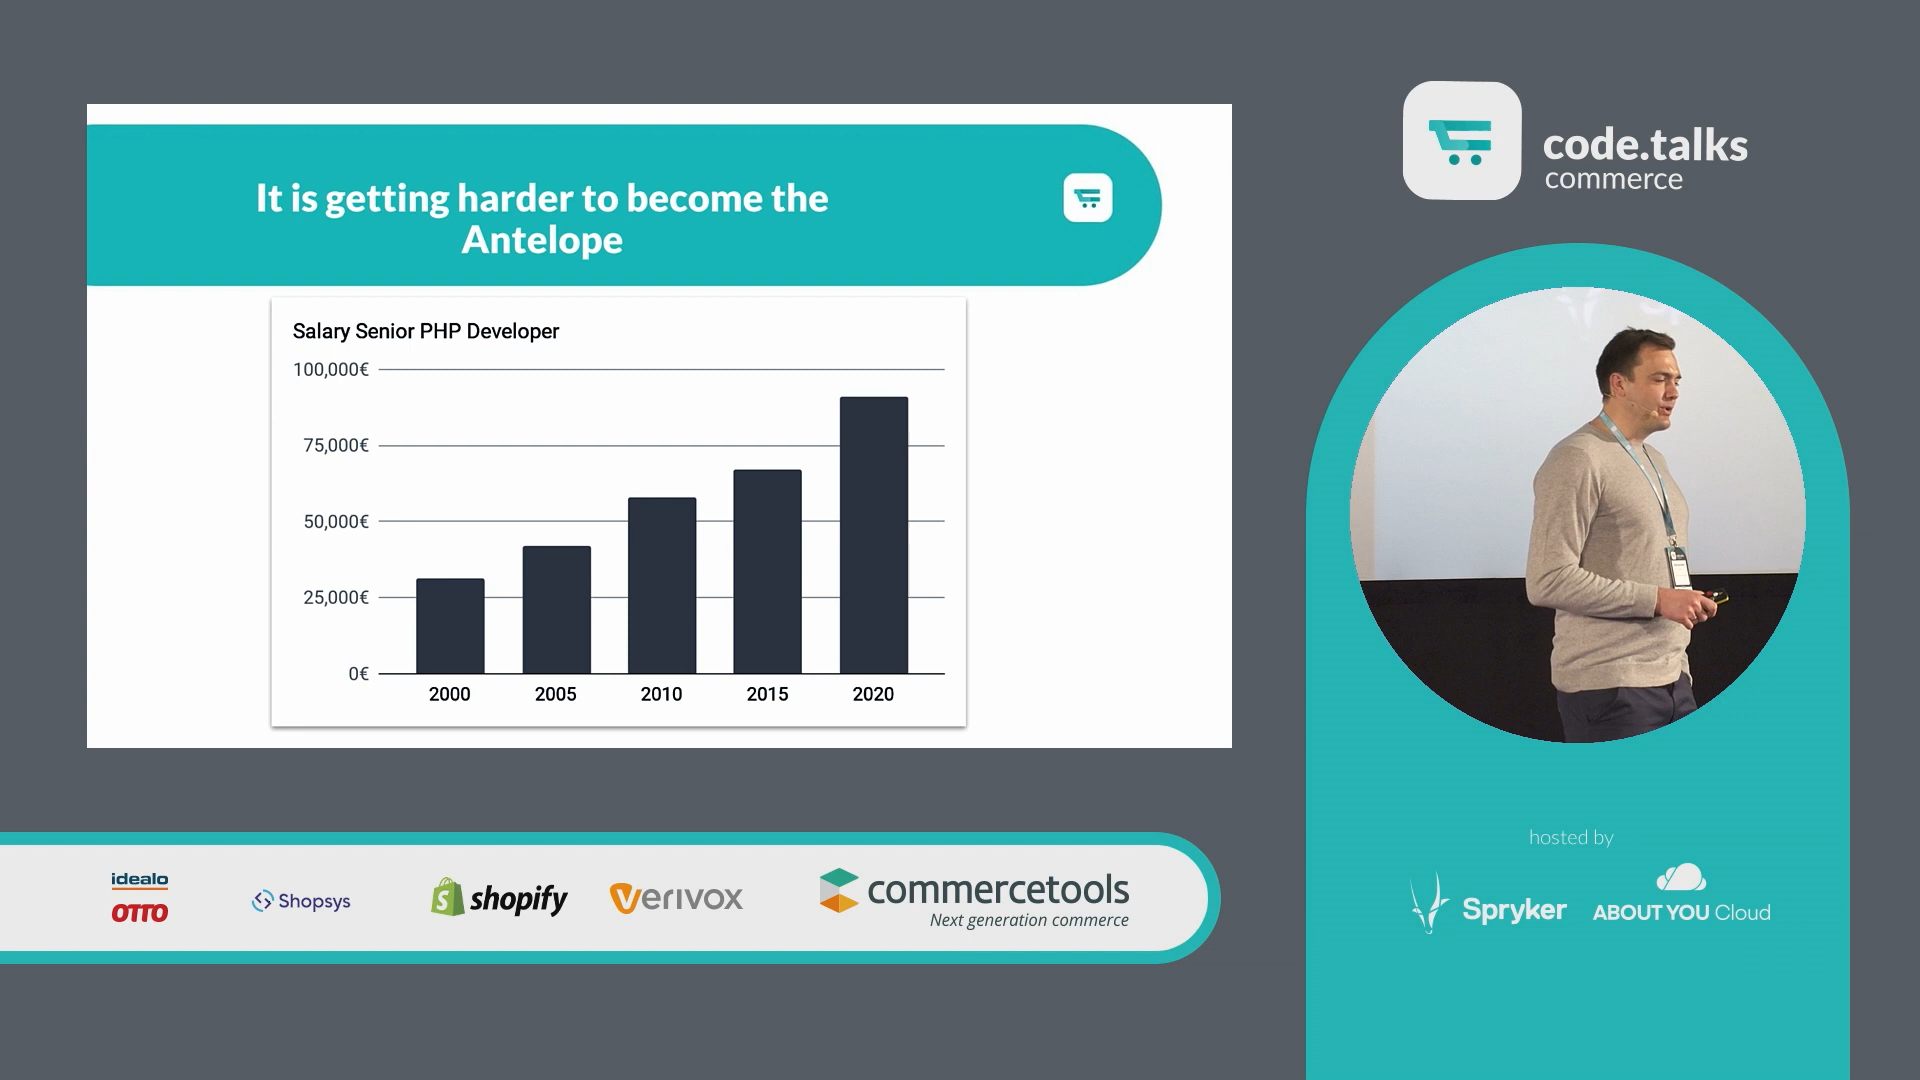 It is getting harder to become the
Antelope
Salary Senior PHP Developer
100,000€
75,000€
50,000€
25,000€
0€
2000 2005 2010 2015 2020
code.talks
commerce
hosted by
Spryker
ABOUT YOU Cloud
idealo
OTTO
Shopsys
shopify
verivox
commercetools
Next generation commerce